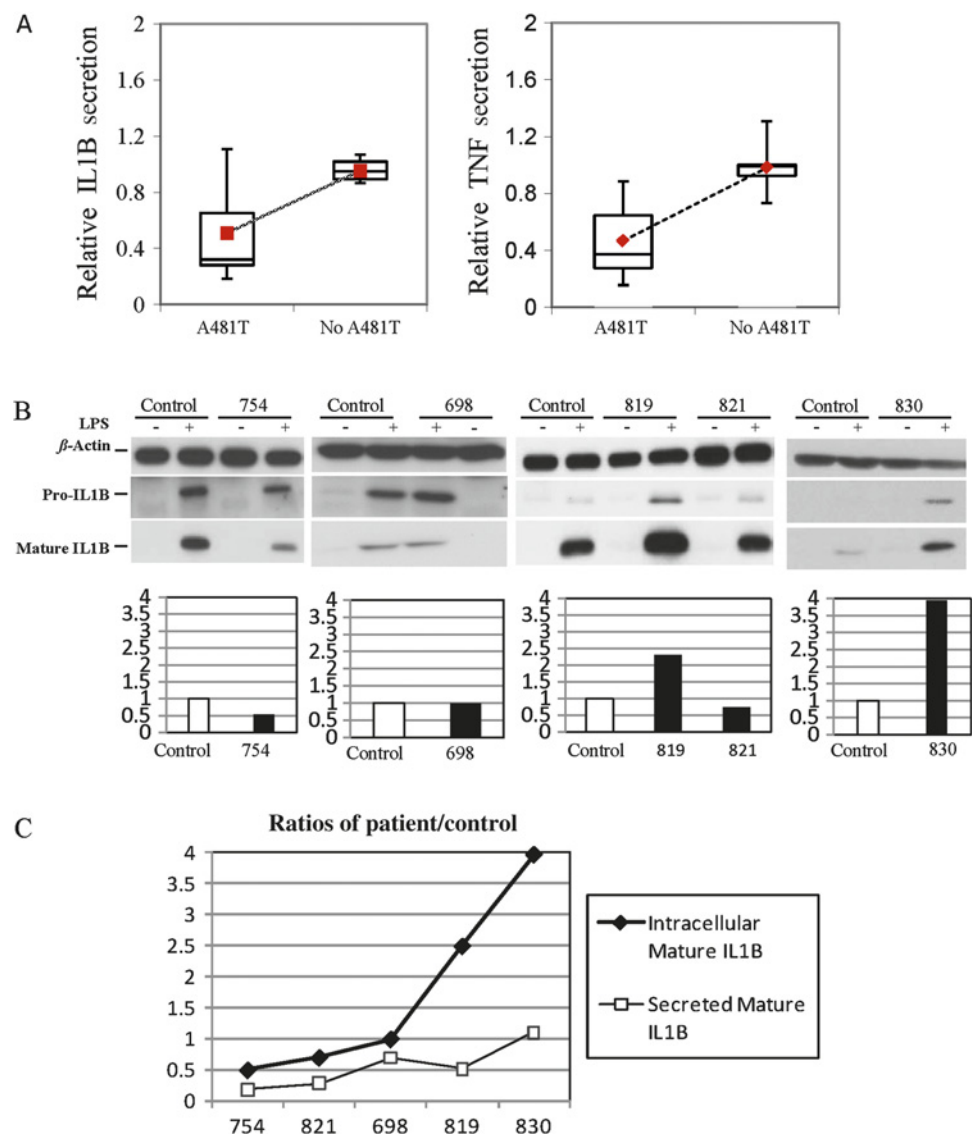 A
Relative IL1B secretion
2
1.6
1.2
0.8
0.4
0
A481T No A481T
Relative TNF secretion
2
1.6
1.2
0.8
0.4
0
A481T No A481T
B
Control 754 Control 698 Control 819 821 Control 830
LPS - + - + - + + - - + - + - + - + - +
β-Actin
Pro-IL1B
Mature IL1B
4
3.5
3
2.5
2
1.5
1
0.5
0
Control 754
4
3.5
3
2.5
2
1.5
1
0.5
0
Control 698
4
3.5
3
2.5
2
1.5
1
0.5
0
Control 819 821
4
3.5
3
2.5
2
1.5
1
0.5
0
Control 830
C
Ratios of patient/control
4
3.5
3
2.5
2
1.5
1
0.5
0
754 821 698 819 830
Intracellular
Mature IL1B
Secreted Mature
IL1B